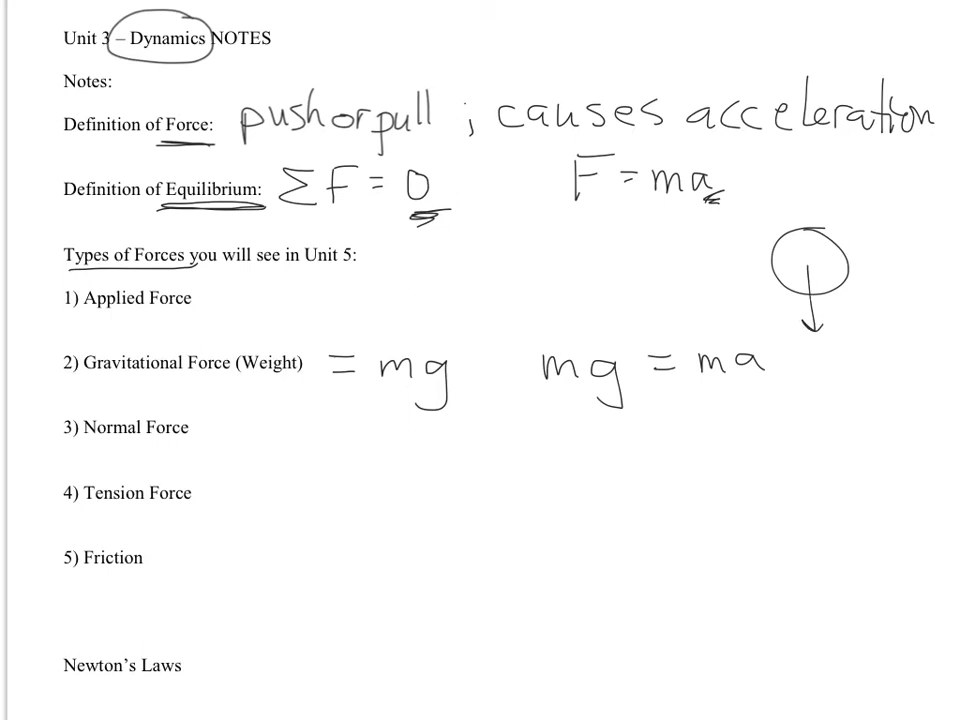 Unit 3 – Dynamics NOTES
Notes:
Definition of Force: push or pull ; causes acceleration
Definition of Equilibrium: ΣF = 0 F = ma
Types of Forces you will see in Unit 5:
1) Applied Force
2) Gravitational Force (Weight) = mg mg = ma
3) Normal Force
4) Tension Force
5) Friction
Newton's Laws